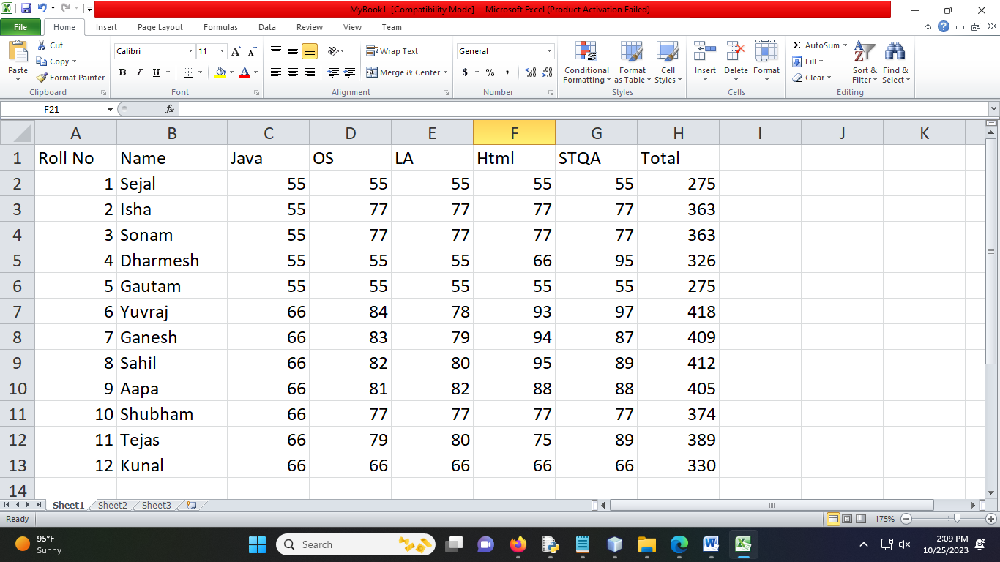 MyBook1 [Compatibility Mode] - Microsoft Excel (Product Activation Failed)
File Home Insert Page Layout Formulas Data Review View Team
Paste Cut Copy Format Painter Clipboard
Calibri 11 B I U A A A Font
Wrap Text Merge & Center Alignment
General $ % , .00 .0 Number
Conditional Formatting Format as Table Cell Styles Styles
Insert Delete Format Cells
Σ AutoSum Fill Clear Sort & Filter Find & Select Editing
F21 fx
A B C D E F G H I J K
1 Roll No Name Java OS LA Html STQA Total
2 1 Sejal 55 55 55 55 55 275
3 2 Isha 55 77 77 77 77 363
4 3 Sonam 55 77 77 77 77 363
5 4 Dharmesh 55 55 55 66 95 326
6 5 Gautam 55 55 55 55 55 275
7 6 Yuvraj 66 84 78 93 97 418
8 7 Ganesh 66 83 79 94 87 409
9 8 Sahil 66 82 80 95 89 412
10 9 Aapa 66 81 82 88 88 405
11 10 Shubham 66 77 77 77 77 374
12 11 Tejas 66 79 80 75 89 389
13 12 Kunal 66 66 66 66 66 330
14
Sheet1 Sheet2 Sheet3
Ready 175%
95°F
Sunny
Search
2:09 PM
10/25/2023